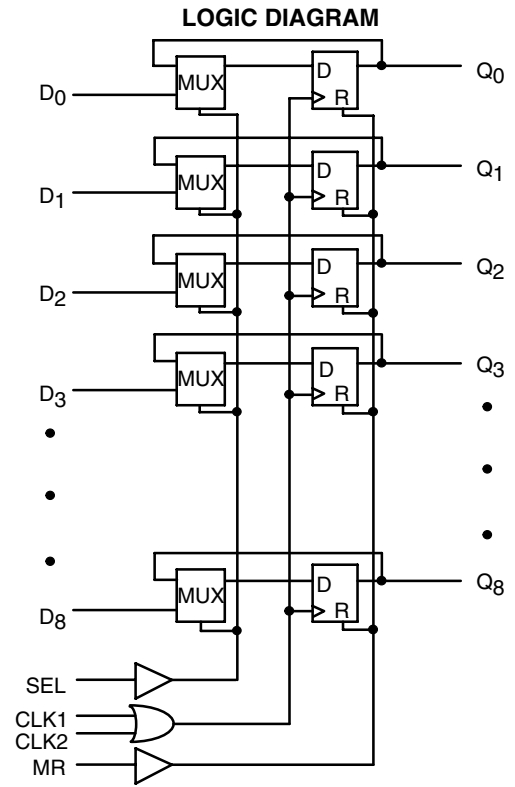 LOGIC DIAGRAM
D0 MUX D R Q0
D1 MUX D R Q1
D2 MUX D R Q2
D3 MUX D R Q3
D8 MUX D R Q8
SEL
CLK1
CLK2
MR